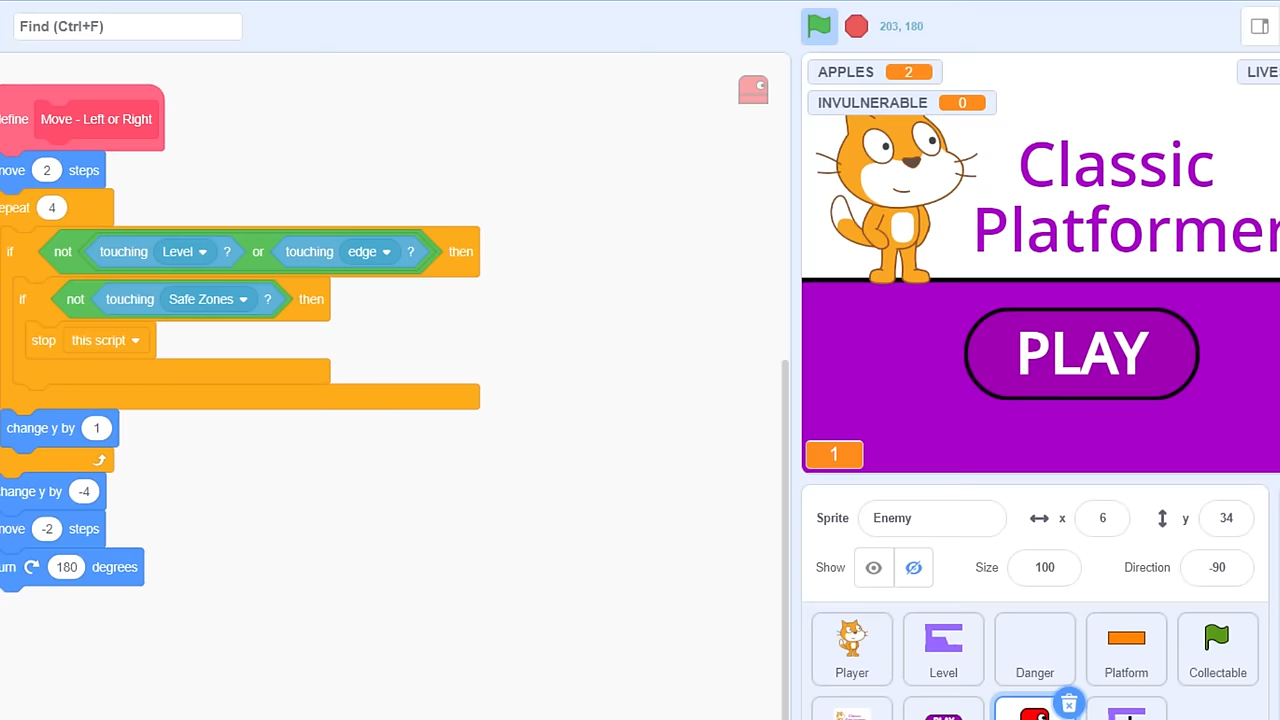 Find (Ctrl+F)
203, 180
APPLES 2
LIVE
INVULNERABLE 0
efine Move - Left or Right
nove 2 steps
epeat 4
if not touching Level ? or touching edge ? then
if not touching Safe Zones ? then
stop this script
change y by 1
change y by -4
nove -2 steps
urn 180 degrees
Classic
Platformer
PLAY
1
Sprite Enemy x 6 y 34
Show Size 100 Direction -90
Player Level Danger Platform Collectable